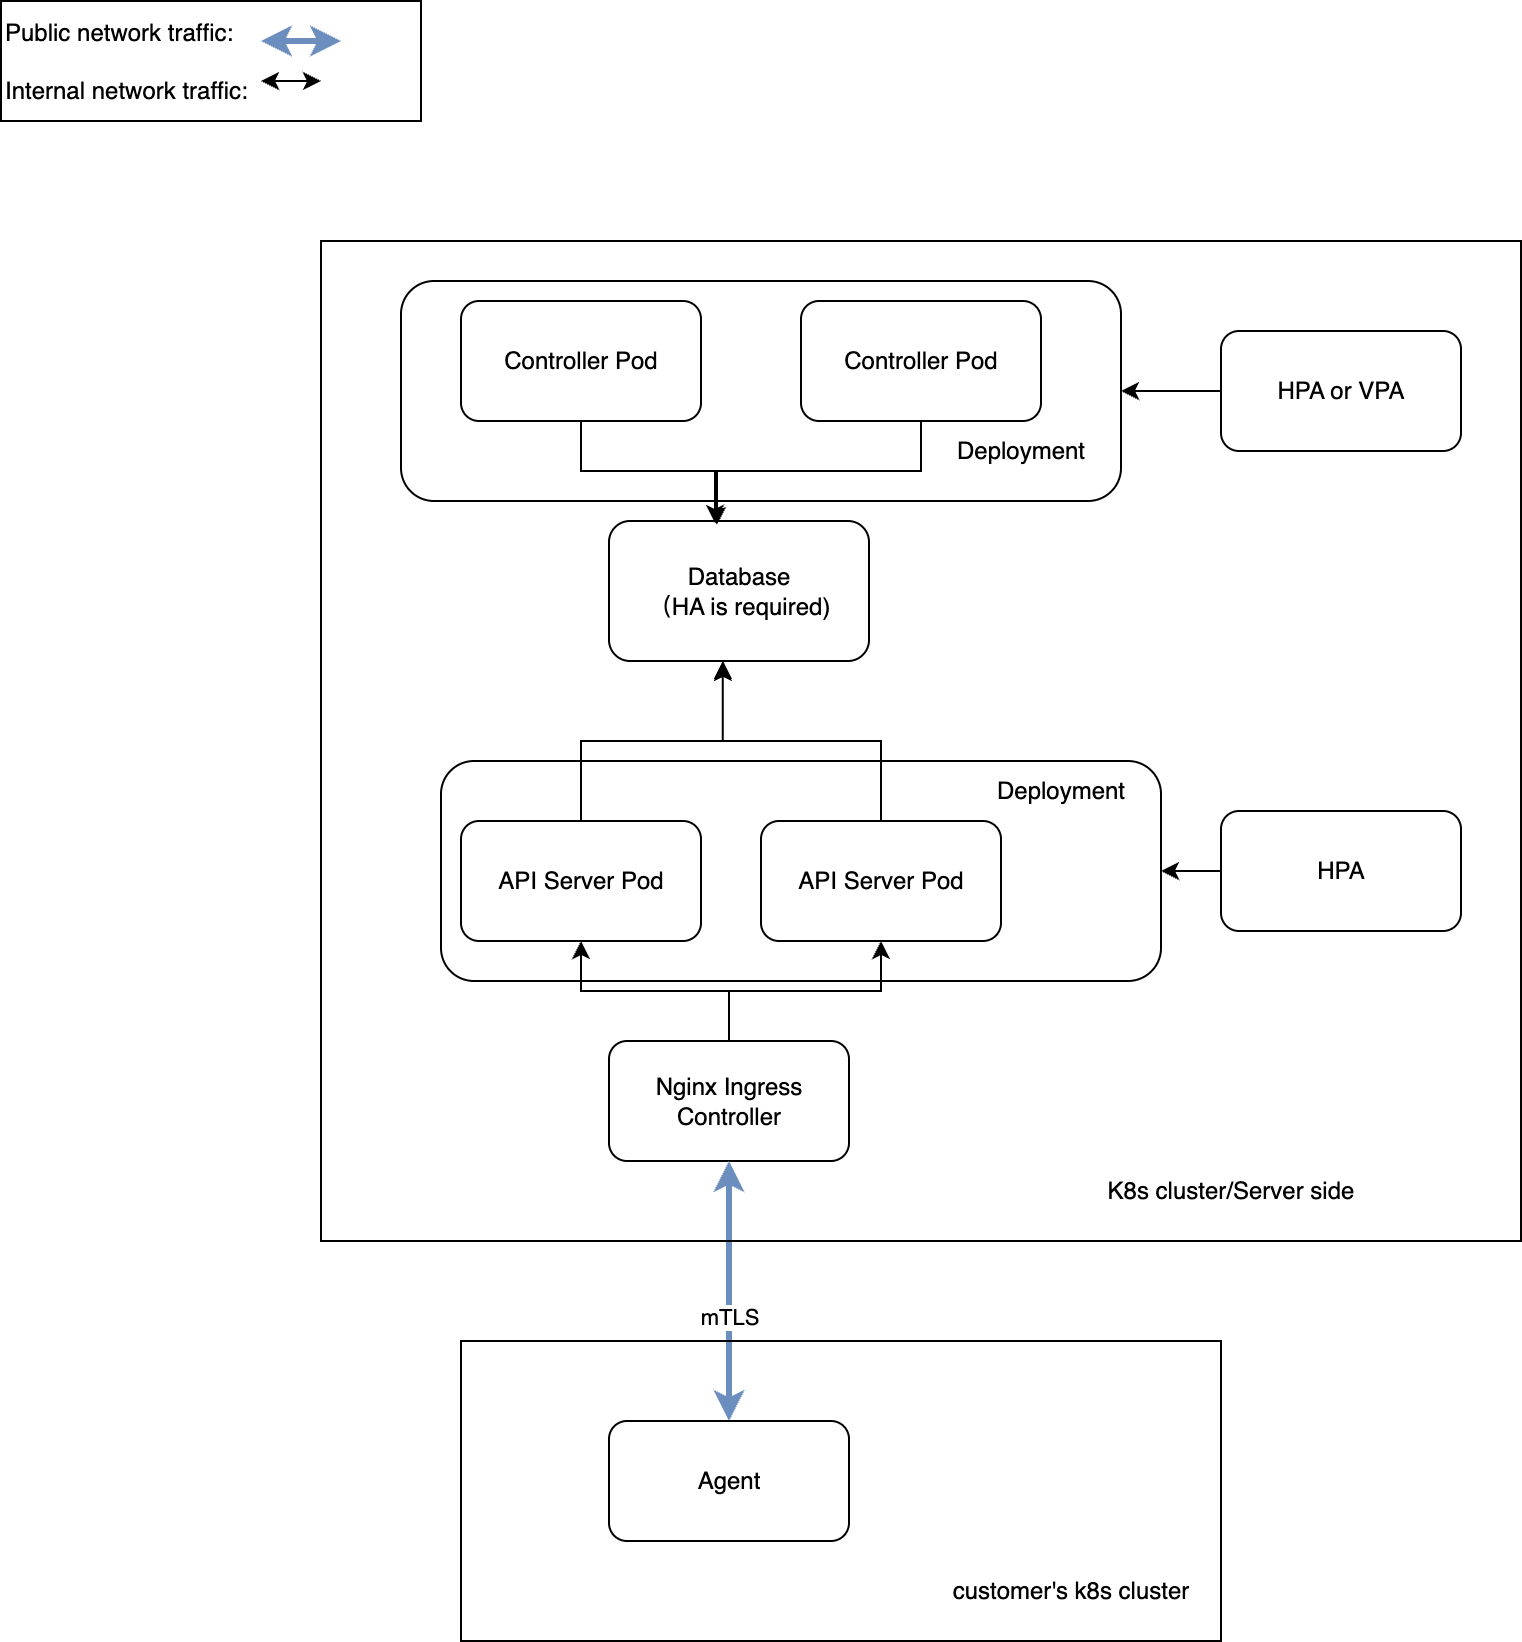 Public network traffic:
Internal network traffic:
Controller Pod
Controller Pod
HPA or VPA
Deployment
Database
（HA is required)
Deployment
API Server Pod
API Server Pod
HPA
Nginx Ingress
Controller
K8s cluster/Server side
mTLS
Agent
customer's k8s cluster